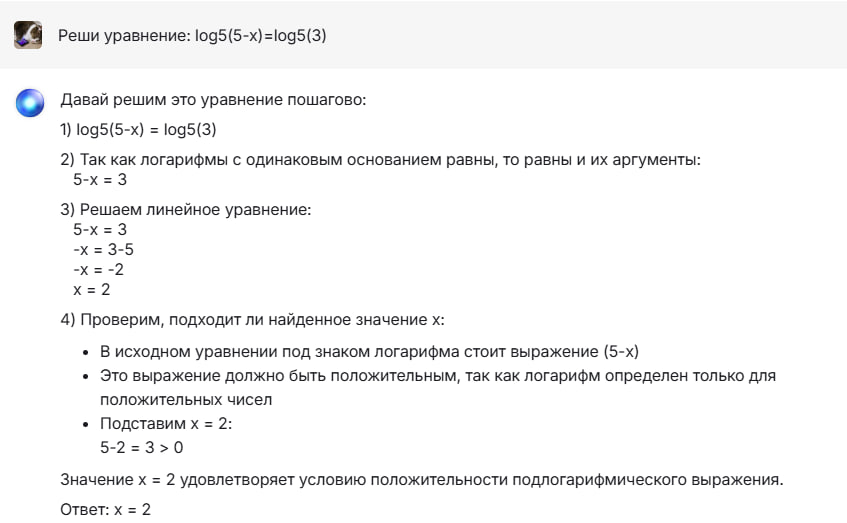 Реши уравнение: log5(5-x)=log5(3)
Давай решим это уравнение пошагово:
1) log5(5-x) = log5(3)
2) Так как логарифмы с одинаковым основанием равны, то равны и их аргументы:
5-x = 3
3) Решаем линейное уравнение:
5-x = 3
-x = 3-5
-x = -2
x = 2
4) Проверим, подходит ли найденное значение x:
• В исходном уравнении под знаком логарифма стоит выражение (5-x)
• Это выражение должно быть положительным, так как логарифм определен только для
положительных чисел
• Подставим x = 2:
5-2 = 3 > 0
Значение x = 2 удовлетворяет условию положительности подлогарифмического выражения.
Ответ: x = 2